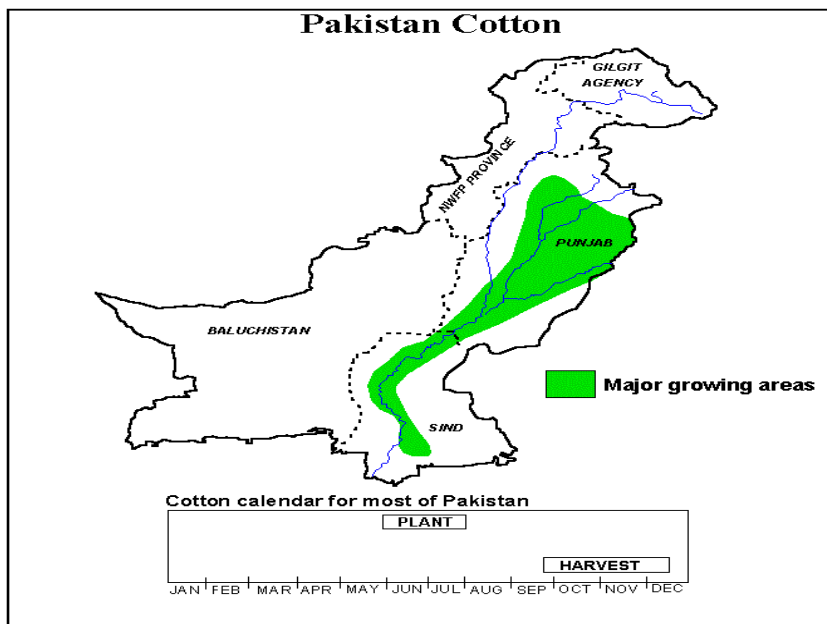 Pakistan Cotton
GILGIT
AGENCY
NWFP PROVINCE
PUNJAB
BALUCHISTAN
Major growing areas
SIND
Cotton calendar for most of Pakistan
PLANT
HARVEST
JAN FEB MAR APR MAY JUN JUL AUG SEP OCT NOV DEC